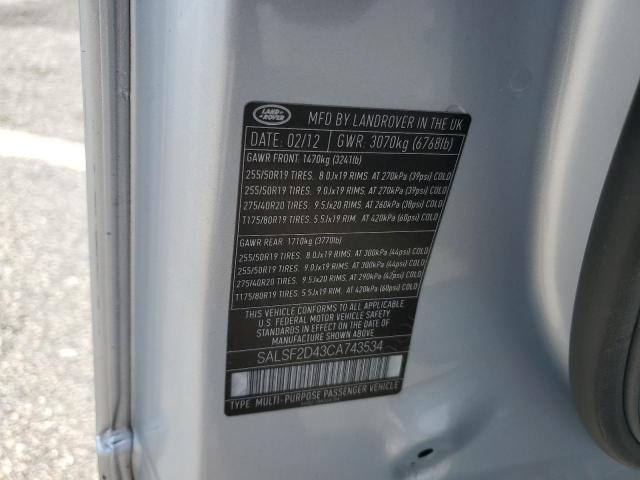 LAND ROVER
MFD BY LANDROVER IN THE UK
DATE: 02/12 GWR: 3070kg (6768lb)
GAWR FRONT: 1470kg (3241lb)
255/50R19 TIRES. 8.0Jx19 RIMS. AT 270kPa (39psi) COLD
255/50R19 TIRES. 9.0Jx19 RIMS. AT 270kPa (39psi) COLD
275/40R20 TIRES. 9.5Jx20 RIMS. AT 260kPa (38psi) COLD
T175/80R19 TIRES. 5.5Jx19 RIM. AT 420kPa (60psi) COLD
GAWR REAR: 1710kg (3770lb)
255/50R19 TIRES. 8.0Jx19 RIMS. AT 300kPa (44psi) COLD
255/50R19 TIRES. 9.0Jx19 RIMS. AT 300kPa (44psi) COLD
275/40R20 TIRES. 9.5Jx20 RIMS. AT 290kPa (42psi) COLD
T175/80R19 TIRES. 5.5Jx19 RIM. AT 420kPa (60psi) COLD
THIS VEHICLE CONFORMS TO ALL APPLICABLE
U.S. FEDERAL MOTOR VEHICLE SAFETY
STANDARDS IN EFFECT ON THE DATE OF
MANUFACTURE SHOWN ABOVE.
SALSF2D43CA743534
TYPE: MULTI-PURPOSE PASSENGER VEHICLE